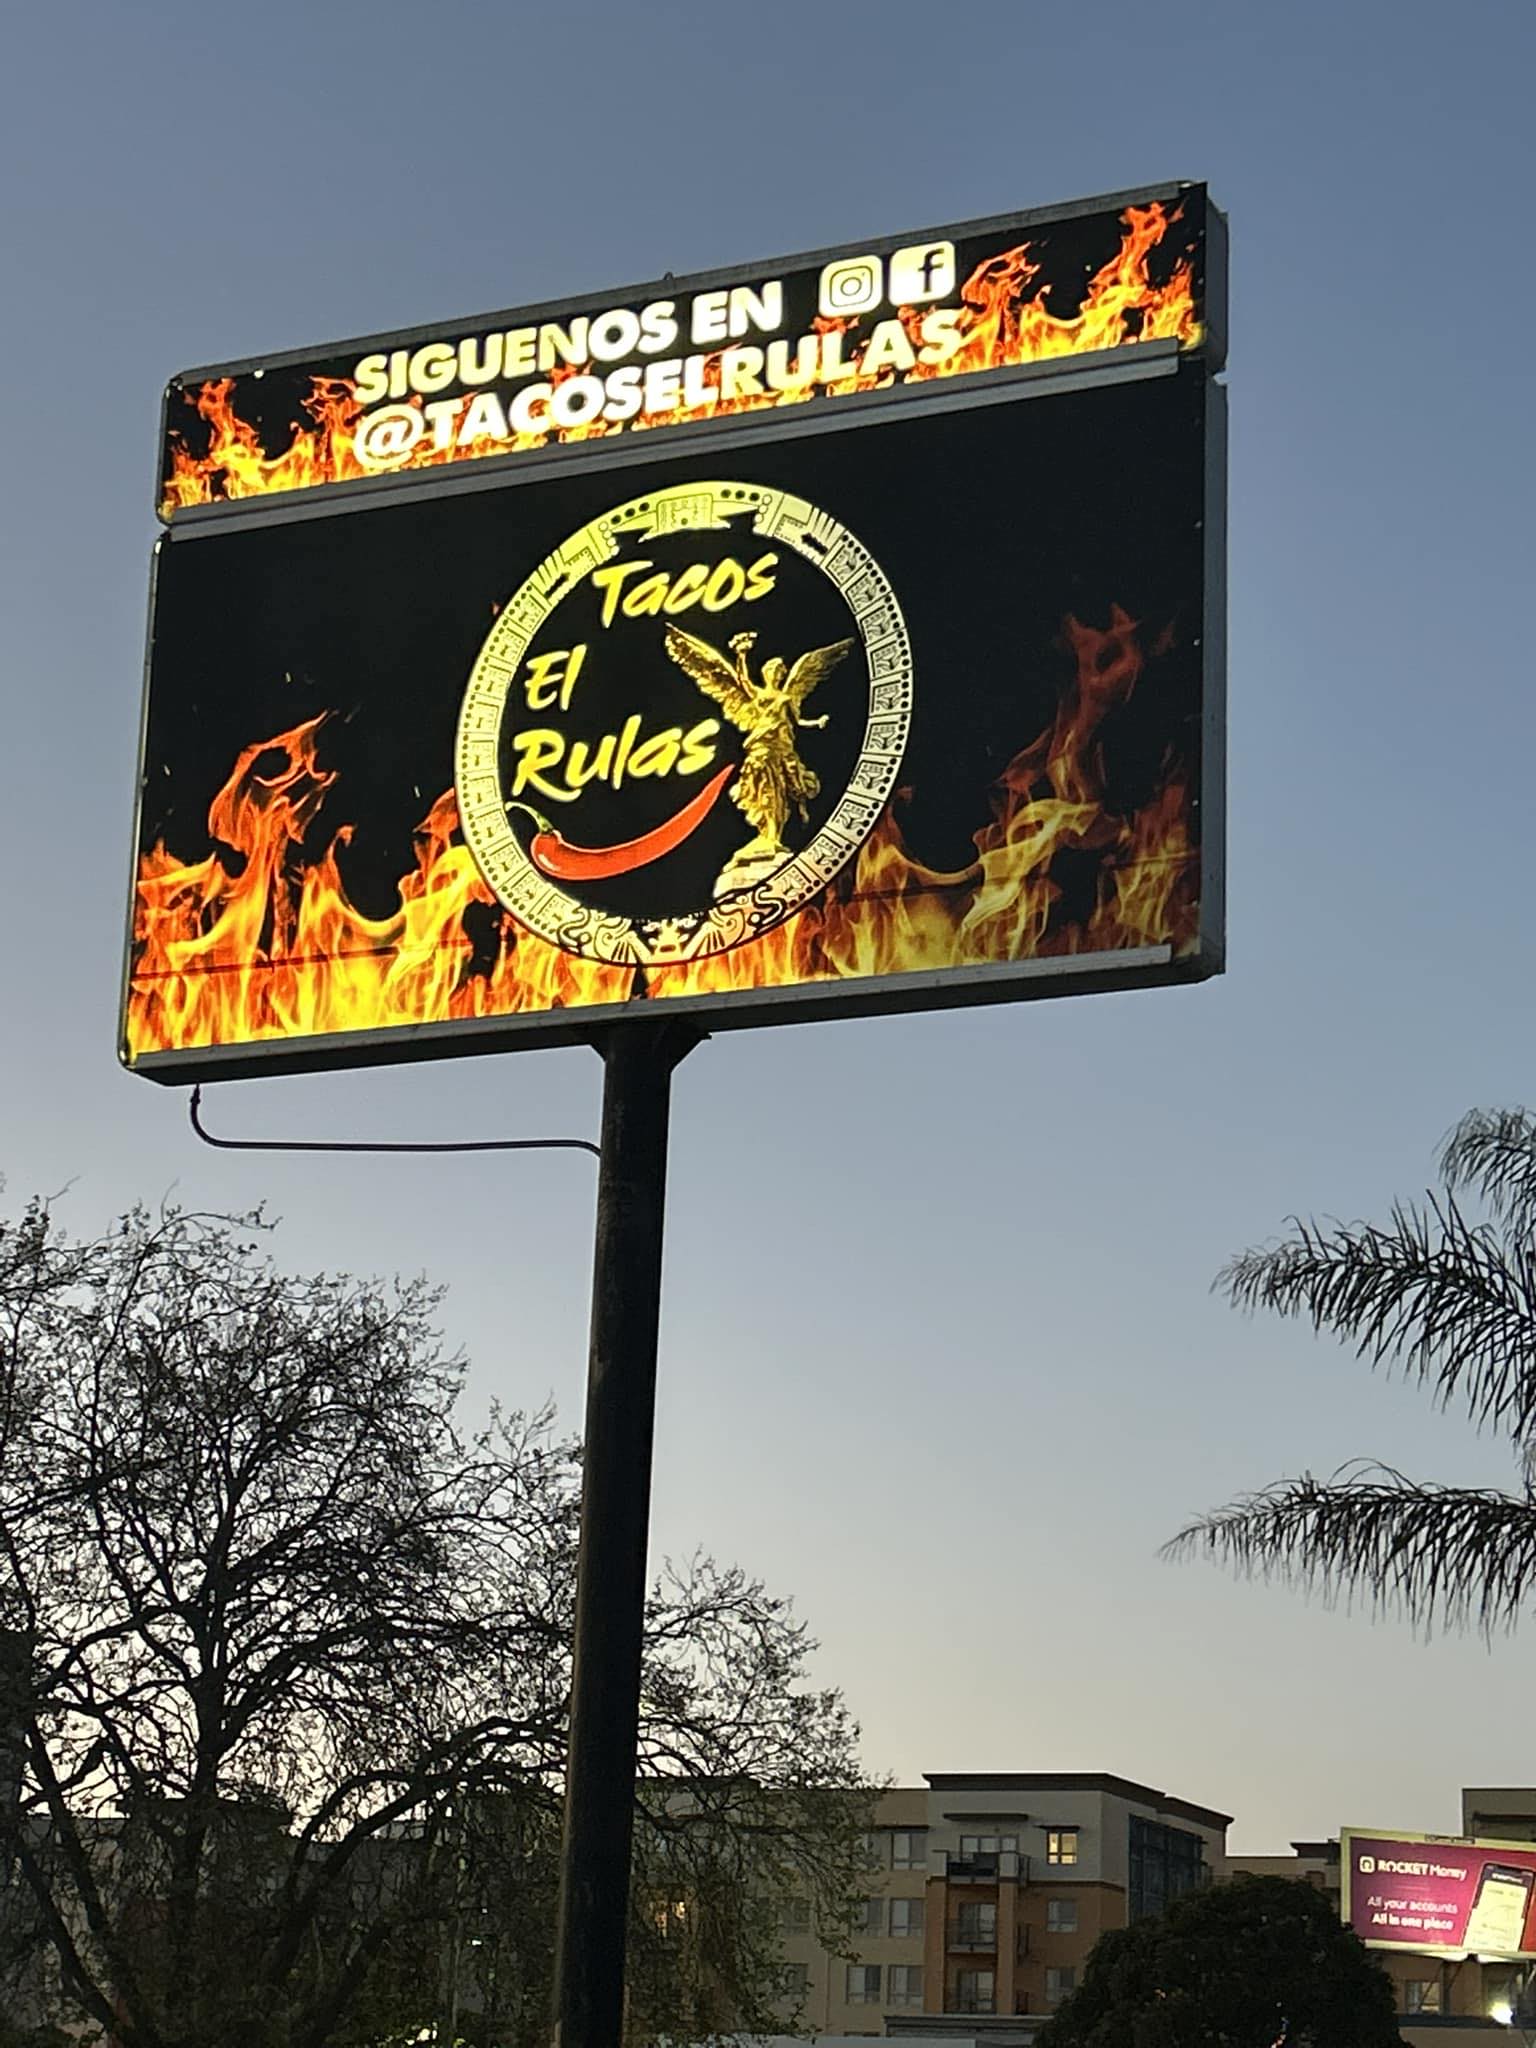 SIGUENOS EN
@TACOSELRULAS
Tacos
El
Rulas
ROCKET Money
All your accounts
All in one place